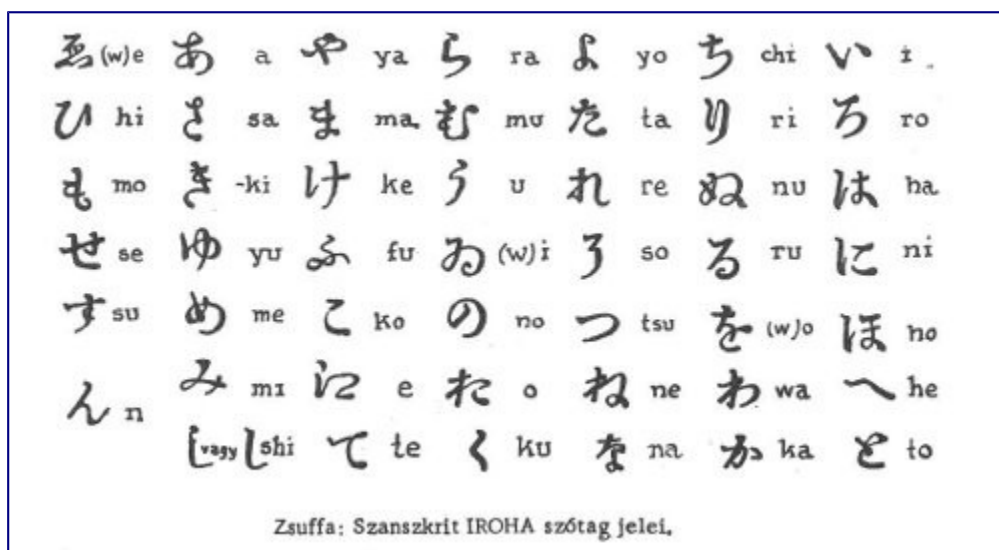 ゑ (w)e あ a や ya ら ra よ yo ち chi い i
ひ hi さ sa ま ma む mu た ta り ri ろ ro
も mo き -ki け ke う u れ re ぬ nu は ha
せ se ゆ yu ふ fu ゐ (w)i そ so る ru に ni
す su め me こ ko の no つ tsu を (w)o ほ no
ん n み mi 𛀁 e お o ね ne わ wa へ he
し vagy し shi て te く ku な na か ka と to
Zsuffa: Szanszkrit IROHA szótag jelei.